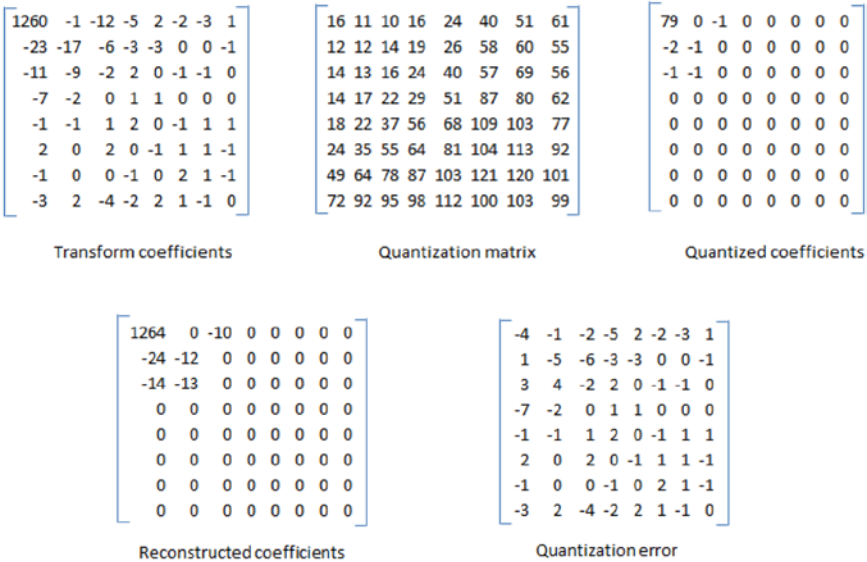 1260 -1 -12 -5 2 -2 -3 1
-23 -17 -6 -3 -3 0 0 -1
-11 -9 -2 2 0 -1 -1 0
-7 -2 0 1 1 0 0 0
-1 -1 1 2 0 -1 1 1
2 0 2 0 -1 1 1 -1
-1 0 0 -1 0 2 1 -1
-3 2 -4 -2 2 1 -1 0
Transform coefficients
16 11 10 16 24 40 51 61
12 12 14 19 26 58 60 55
14 13 16 24 40 57 69 56
14 17 22 29 51 87 80 62
18 22 37 56 68 109 103 77
24 35 55 64 81 104 113 92
49 64 78 87 103 121 120 101
72 92 95 98 112 100 103 99
Quantization matrix
79 0 -1 0 0 0 0 0
-2 -1 0 0 0 0 0 0
-1 -1 0 0 0 0 0 0
0 0 0 0 0 0 0 0
0 0 0 0 0 0 0 0
0 0 0 0 0 0 0 0
0 0 0 0 0 0 0 0
0 0 0 0 0 0 0 0
Quantized coefficients
1264 0 -10 0 0 0 0 0
-24 -12 0 0 0 0 0 0
-14 -13 0 0 0 0 0 0
0 0 0 0 0 0 0 0
0 0 0 0 0 0 0 0
0 0 0 0 0 0 0 0
0 0 0 0 0 0 0 0
0 0 0 0 0 0 0 0
Reconstructed coefficients
-4 -1 -2 -5 2 -2 -3 1
1 -5 -6 -3 -3 0 0 -1
3 4 -2 2 0 -1 -1 0
-7 -2 0 1 1 0 0 0
-1 -1 1 2 0 -1 1 1
2 0 2 0 -1 1 1 -1
-1 0 0 -1 0 2 1 -1
-3 2 -4 -2 2 1 -1 0
Quantization error